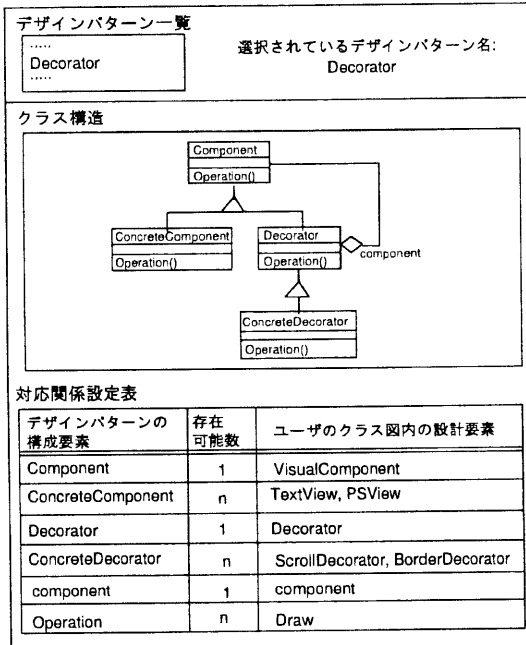 デザインパターン一覧
.....
Decorator
.....
選択されているデザインパターン名:
Decorator
クラス構造
Component
Operation()
ConcreteComponent
Operation()
Decorator
Operation()
component
ConcreteDecorator
Operation()
対応関係設定表
デザインパターンの
構成要素
存在
可能数
ユーザのクラス図内の設計要素
Component 1 VisualComponent
ConcreteComponent n TextView, PSView
Decorator 1 Decorator
ConcreteDecorator n ScrollDecorator, BorderDecorator
component 1 component
Operation n Draw